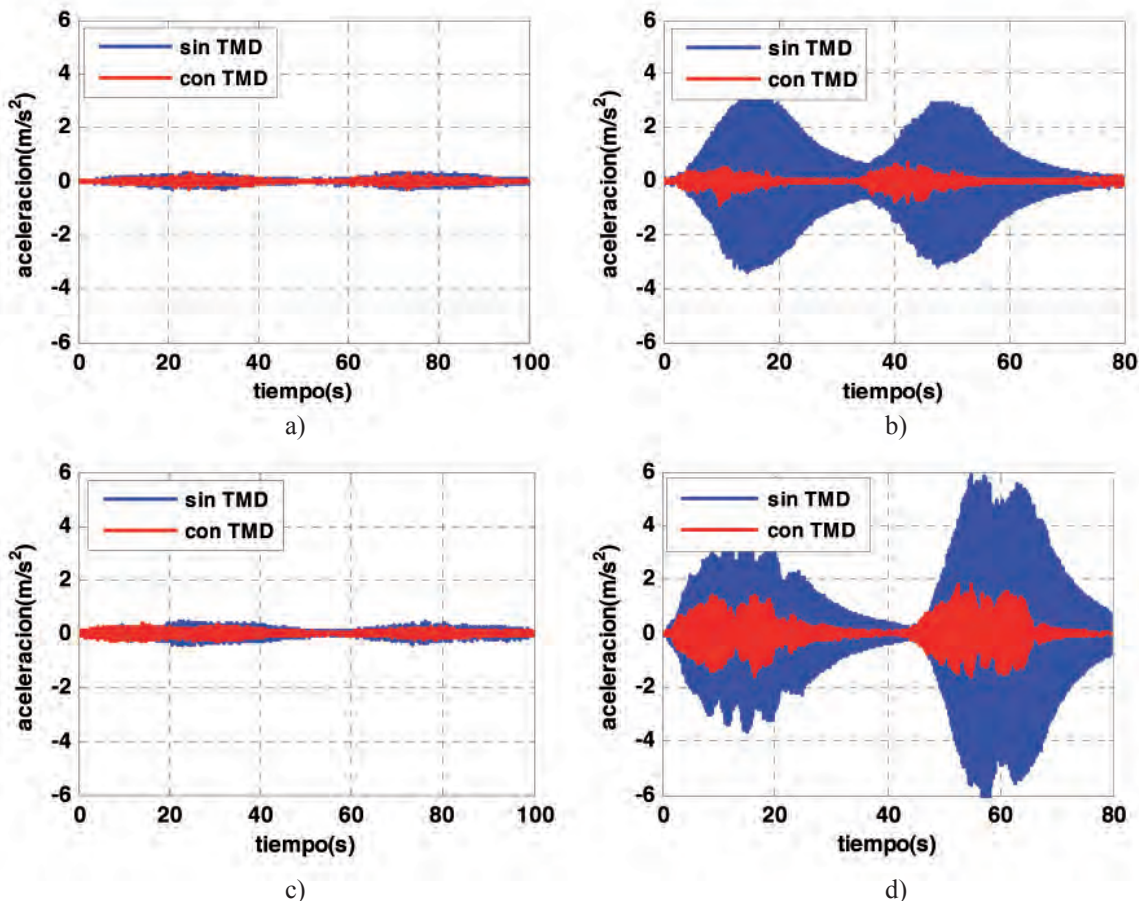 6
4
2
0
-2
-4
-6
aceleracion(m/s²)
sin TMD
con TMD
0 20 40 60 80 100
tiempo(s)
a)
6
4
2
0
-2
-4
-6
aceleración(m/s²)
sin TMD
con TMD
0 20 40 60 80
tiempo(s)
b)
6
4
2
0
-2
-4
-6
aceleracion(m/s²)
sin TMD
con TMD
0 20 40 60 80 100
tiempo(s)
c)
6
4
2
0
-2
-4
-6
aceleracion(m/s²)
sin TMD
con TMD
0 20 40 60 80
tiempo(s)
d)